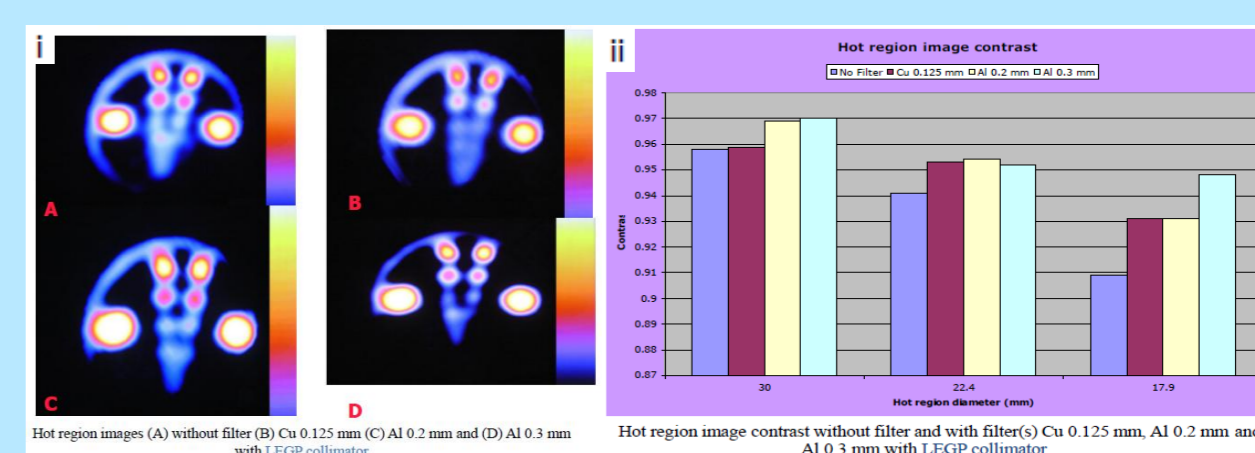 i
A
B
C
D
Hot region images (A) without filter (B) Cu 0.125 mm (C) Al 0.2 mm and (D) Al 0.3 mm
with LEGP collimator
ii
Hot region image contrast
No Filter Cu 0.125 mm Al 0.2 mm Al 0.3 mm
Contras
0.98
0.97
0.96
0.95
0.94
0.93
0.92
0.91
0.9
0.89
0.88
0.87
30 22.4 17.9
Hot region diameter (mm)
Hot region image contrast without filter and with filter(s) Cu 0.125 mm, Al 0.2 mm and
Al 0.3 mm with LEGP collimator